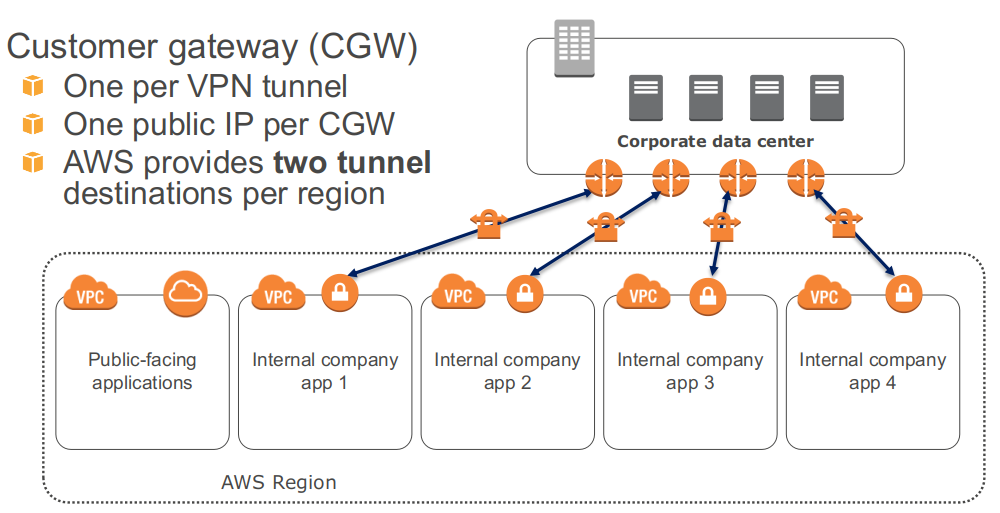 Customer gateway (CGW)
One per VPN tunnel
One public IP per CGW
AWS provides two tunnel
destinations per region
Corporate data center
VPC
VPC
VPC
VPC
VPC
Public-facing
applications
Internal company
app 1
Internal company
app 2
Internal company
app 3
Internal company
app 4
AWS Region